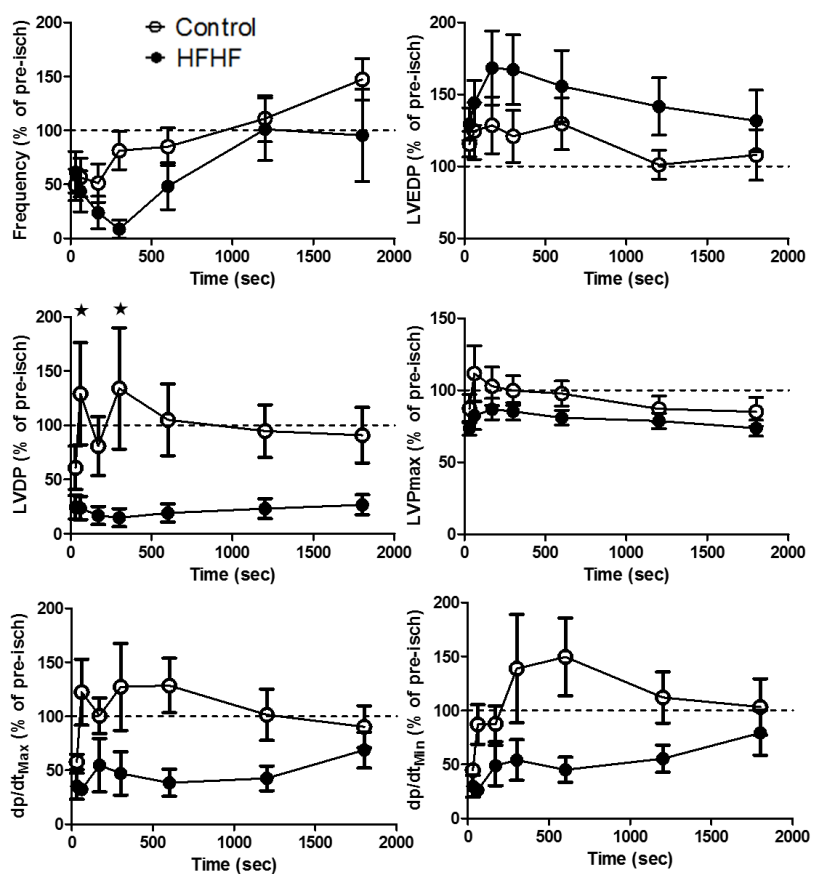 Control
HFHF
Frequency (% of pre-isch)
200
150
100
50
0
0 500 1000 1500 2000
Time (sec)
LVEDP (% of pre-isch)
200
150
100
50
0 500 1000 1500 2000
Time (sec)
LVDP (% of pre-isch)
★ ★
200
150
100
50
0
0 500 1000 1500 2000
Time (sec)
LVPmax (% of pre-isch)
150
100
50
0
0 500 1000 1500 2000
Time (sec)
dp/dtMax (% of pre-isch)
200
150
100
50
0
0 500 1000 1500 2000
Time (sec)
dp/dtMin (% of pre-isch)
200
150
100
50
0
0 500 1000 1500 2000
Time (sec)